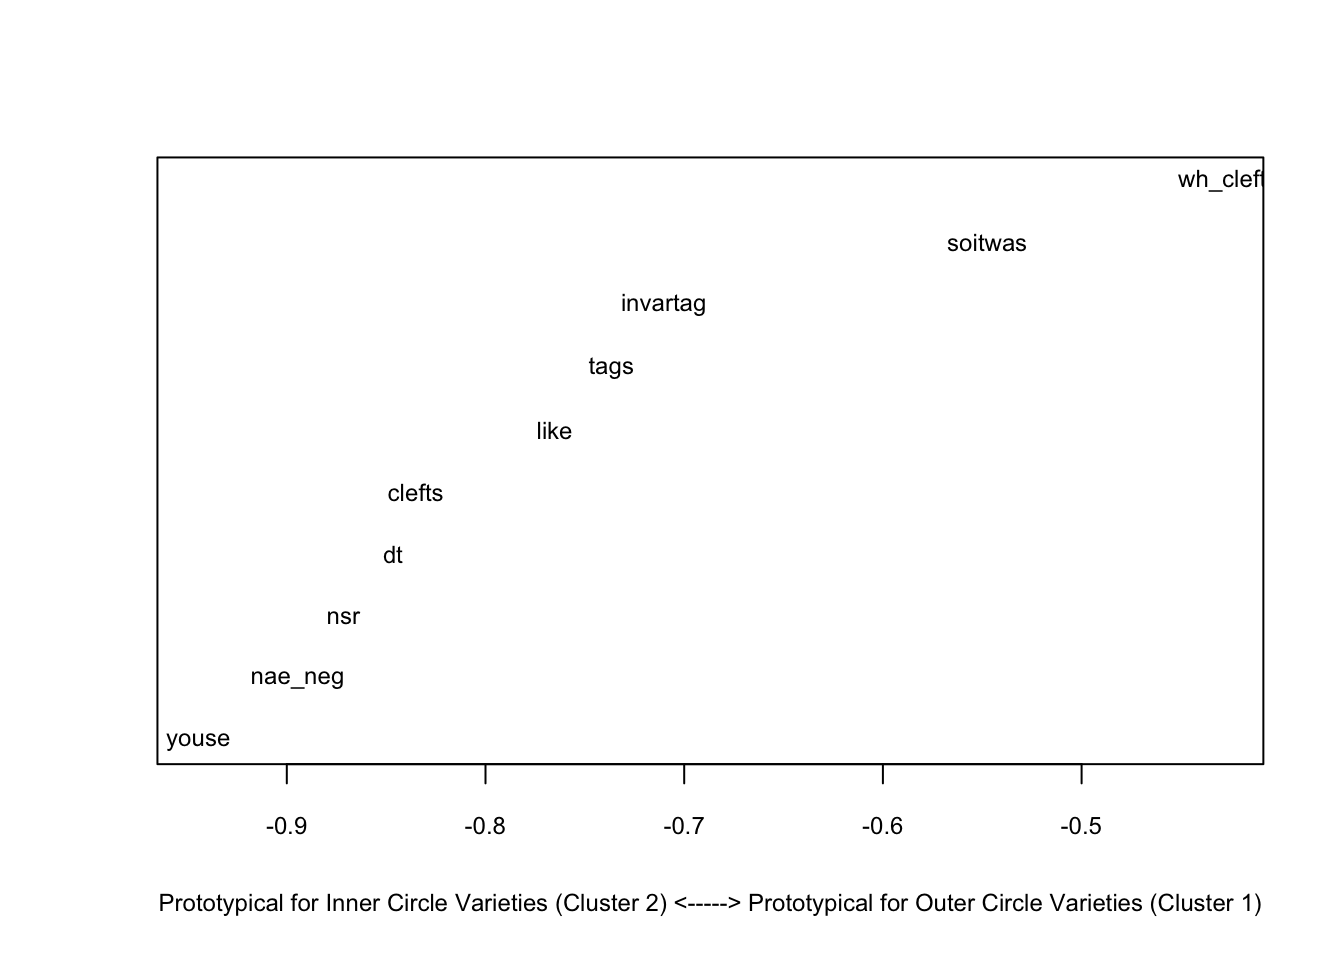 wh_cleft
soitwas
invartag
tags
like
clefts
dt
nsr
nae_neg
youse
-0.9 -0.8 -0.7 -0.6 -0.5
Prototypical for Inner Circle Varieties (Cluster 2) <-----> Prototypical for Outer Circle Varieties (Cluster 1)